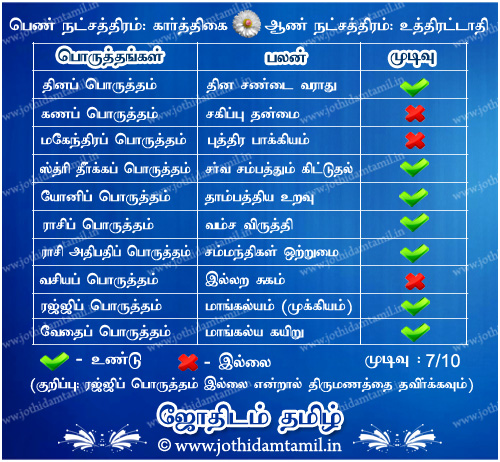 பெண் நட்சத்திரம்: கார்த்திகை ஆண் நட்சத்திரம்: உத்திரட்டாதி
பொருத்தங்கள் பலன் முடிவு
தினப் பொருத்தம் தின சண்டை வராது
கணப் பொருத்தம் சகிப்பு தன்மை
மகேந்திரப் பொருத்தம் புத்திர பாக்கியம்
ஸ்த்ரி தீர்க்கப் பொருத்தம் சர்வ சம்பத்தும் கிட்டுதல்
யோனிப் பொருத்தம் தாம்பத்திய உறவு
ராசிப் பொருத்தம் வம்ச விருத்தி
ராசி அதிபதிப் பொருத்தம் சம்மந்திகள் ஒற்றுமை
வசியப் பொருத்தம் இல்லற சுகம்
ரஜ்ஜிப் பொருத்தம் மாங்கல்யம் (முக்கியம்)
வேதைப் பொருத்தம் மாங்கல்ய கயிறு
- உண்டு - இல்லை முடிவு : 7/10
(குறிப்பு: ரஜ்ஜிப் பொருத்தம் இல்லை என்றால் திருமணத்தை தவிர்க்கவும்)
ஜோதிடம் தமிழ்
© www.jothidamtamil.in